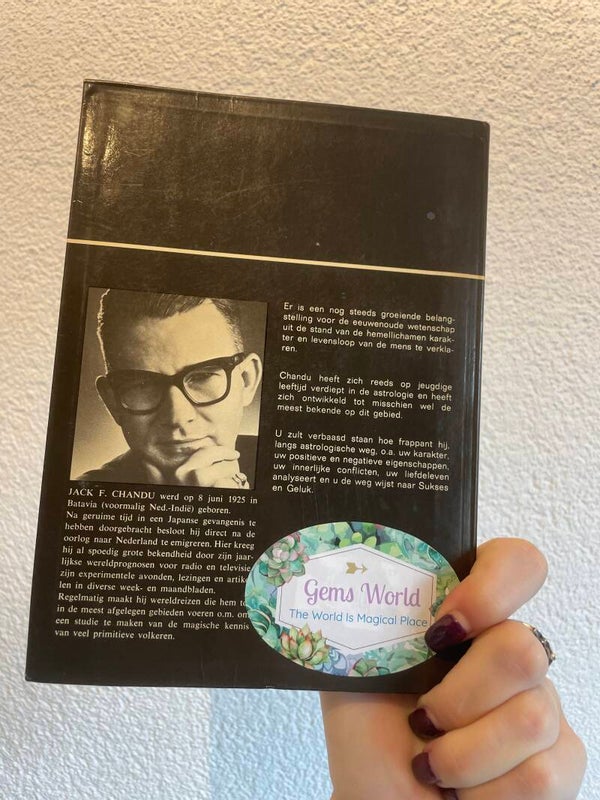 Er is een nog steeds groeiende belang-
stelling voor de eeuwenoude wetenschap
uit de stand van de hemellichamen karak-
ter en levensloop van de mens te verkla-
ren.
Chandu heeft zich reeds op jeugdige
leeftijd verdiept in de astrologie en heeft
zich ontwikkeld tot misschien wel de
meest bekende op dit gebied.
U zult verbaasd staan hoe frappant hij,
langs astrologische weg, o.a. uw karakter,
uw positieve en negatieve eigenschappen,
uw innerlijke conflicten, uw liefdeleven
analyseert en u de weg wijst naar Sukses
en Geluk.
JACK F. CHANDU werd op 8 juni 1925 in
Batavia (voormalig Ned.-Indië) geboren.
Na geruime tijd in een Japanse gevangenis te
hebben doorgebracht besloot hij direct na de
oorlog naar Nederland te emigreren. Hier kreeg
hij al spoedig grote bekendheid door zijn jaar-
lijkse wereldprognosen voor radio en televisie,
zijn experimentele avonden, lezingen en
len in diverse week- en maandbladen.
Regelmatig maakt hij wereldreizen die hem
in de meest afgelegen gebieden voeren o.m. om
een studie te maken van de magische kennis
van veel primitieve volkeren.
Gems World
The World Is Magical Place